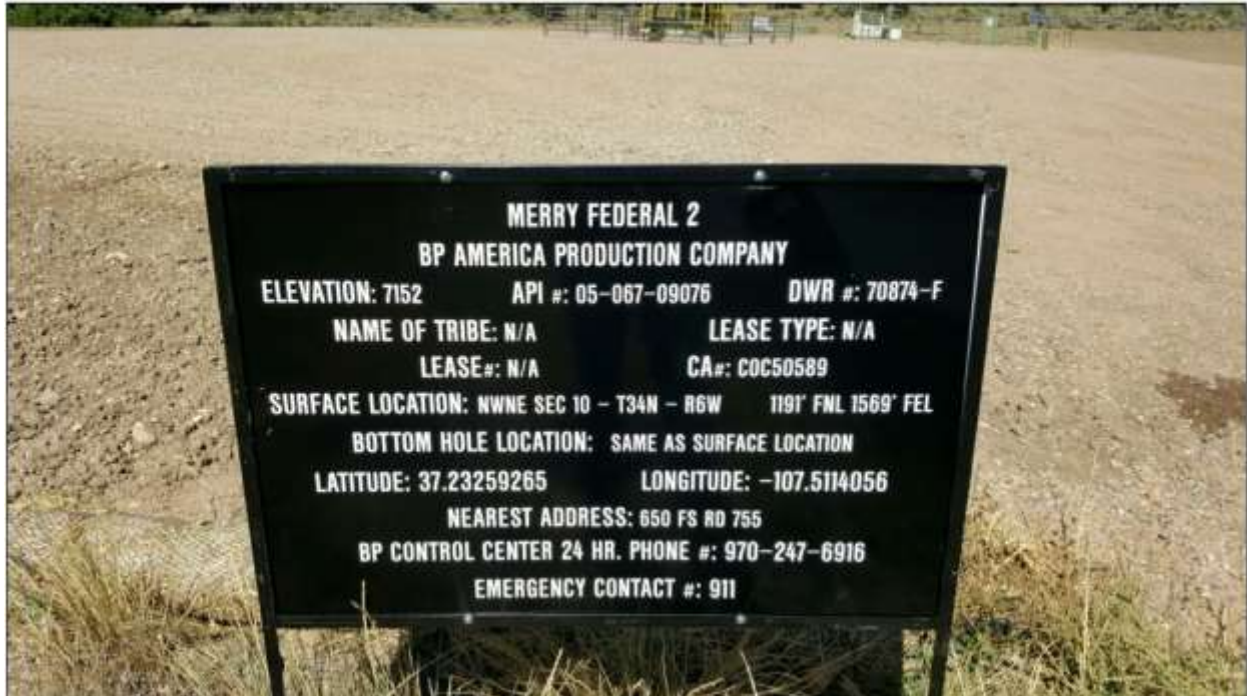 MERRY FEDERAL 2
BP AMERICA PRODUCTION COMPANY
ELEVATION: 7152 API #: 05-067-09076 DWR #: 70874-F
NAME OF TRIBE: N/A LEASE TYPE: N/A
LEASE#: N/A CA#: COC50589
SURFACE LOCATION: NWNE SEC 10 - T34N - R6W 1191' FNL 1569' FEL
BOTTOM HOLE LOCATION: SAME AS SURFACE LOCATION
LATITUDE: 37.23259265 LONGITUDE: -107.5114056
NEAREST ADDRESS: 650 FS RD 755
BP CONTROL CENTER 24 HR. PHONE #: 970-247-6916
EMERGENCY CONTACT #: 911